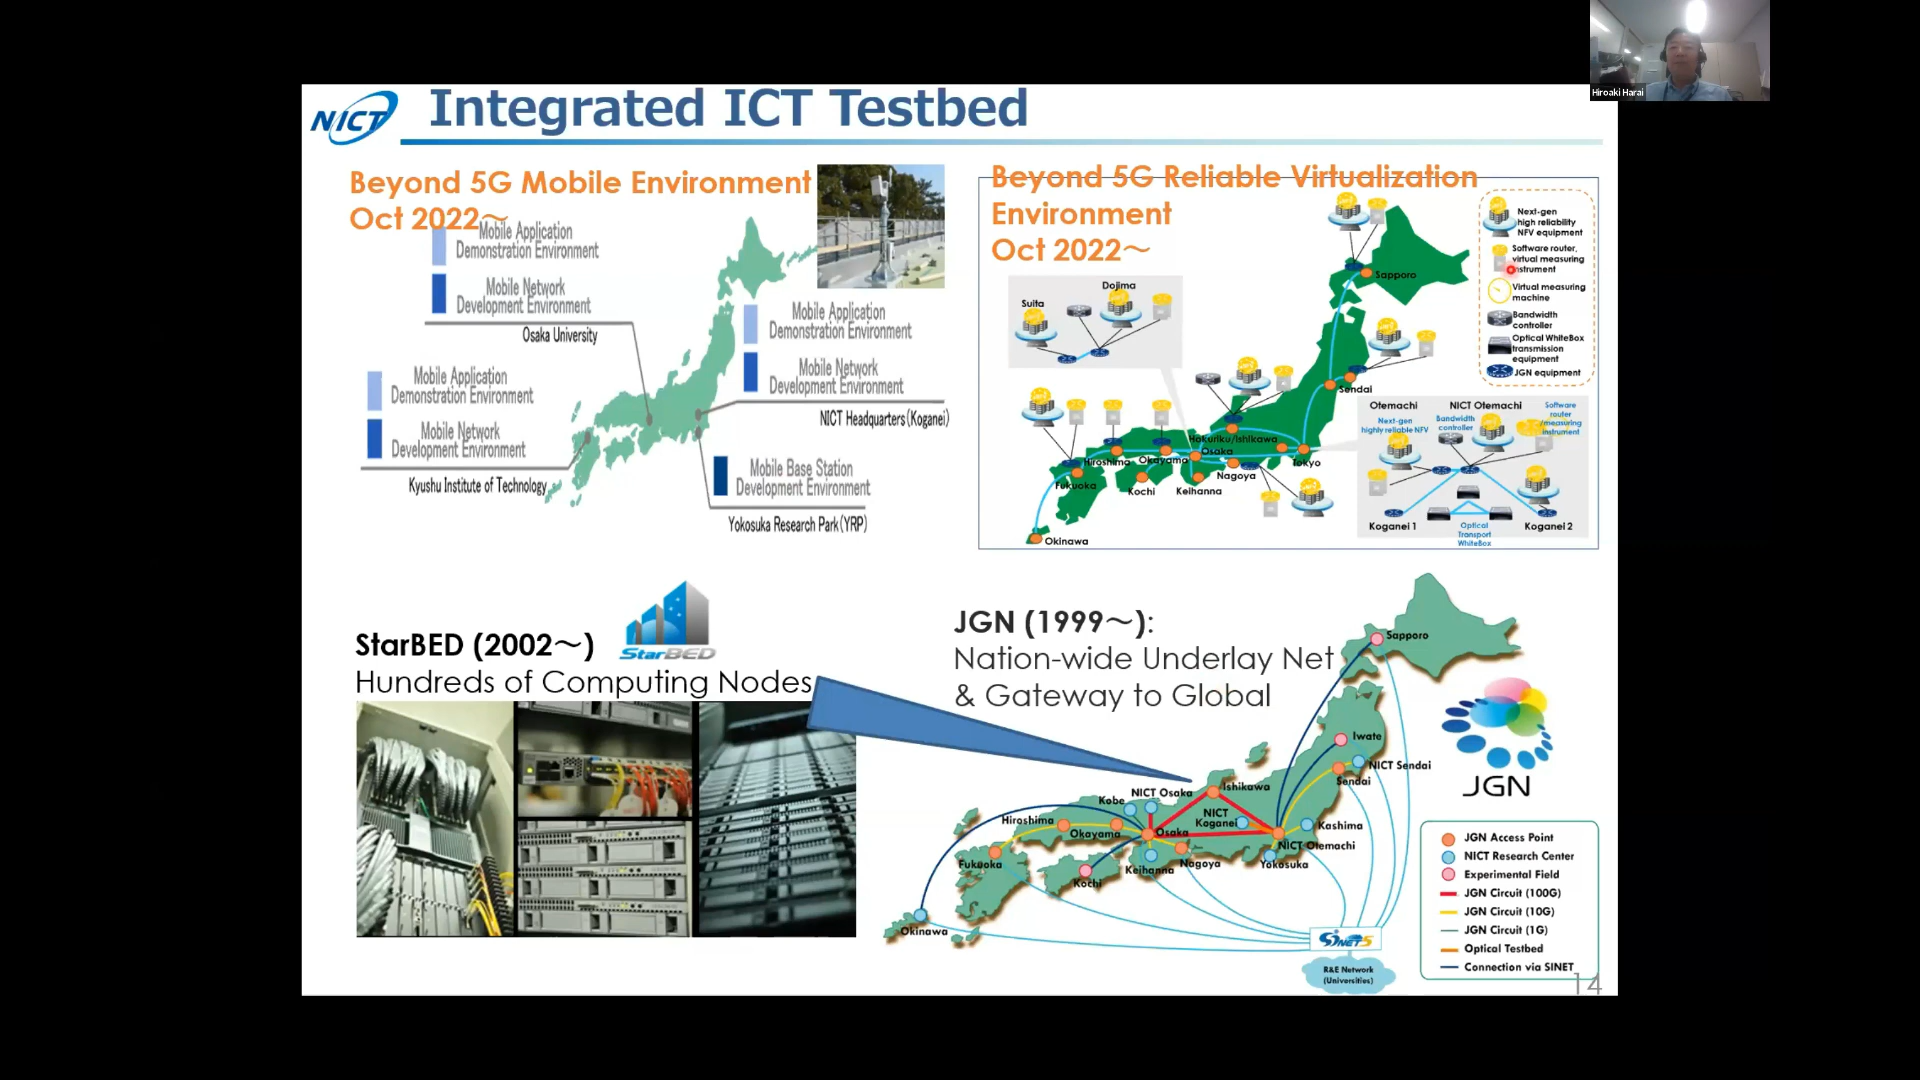 Hiroaki Harai
NICT
Integrated ICT Testbed
Beyond 5G Mobile Environment
Oct 2022～
Mobile Application
Demonstration Environment
Mobile Network
Development Environment
Osaka University
Mobile Application
Demonstration Environment
Mobile Network
Development Environment
NICT Headquarters(Koganei)
Mobile Application
Demonstration Environment
Mobile Network
Development Environment
Kyushu Institute of Technology
Mobile Base Station
Development Environment
Yokosuka Research Park(YRP)
Beyond 5G Reliable Virtualization
Environment
Oct 2022～
Next-gen
high reliability
NFV equipment
Software router,
virtual measuring
instrument
Virtual measuring
machine
Bandwidth
controller
Optical WhiteBox
transmission
equipment
JGN equipment
Suita
Dojima
Sapporo
Sendai
Hokuriku/Ishikawa
Osaka
Tokyo
Hiroshima
Okayama
Nagoya
Fukuoka
Kochi
Keihanna
Okinawa
Otemachi
NICT Otemachi
Software
router
/measuring
instrument
Next-gen
highly reliable NFV
Bandwidth
controller
Koganei 1
Koganei 2
Optical
Transport
WhiteBox
StarBED (2002～)
StarBED
Hundreds of Computing Nodes
JGN (1999～):
Nation-wide Underlay Net
& Gateway to Global
Sapporo
Iwate
NICT Sendai
Sendai
JGN
Ishikawa
NICT Osaka
Kobe
Hiroshima
Okayama
Osaka
NICT
Koganei
Kashima
NICT Otemachi
Fukuoka
Kochi
Keihanna
Nagoya
Yokosuka
Okinawa
SINET5
R&E Network
(Universities)
JGN Access Point
NICT Research Center
Experimental Field
JGN Circuit (100G)
JGN Circuit (10G)
JGN Circuit (1G)
Optical Testbed
Connection via SINET
14